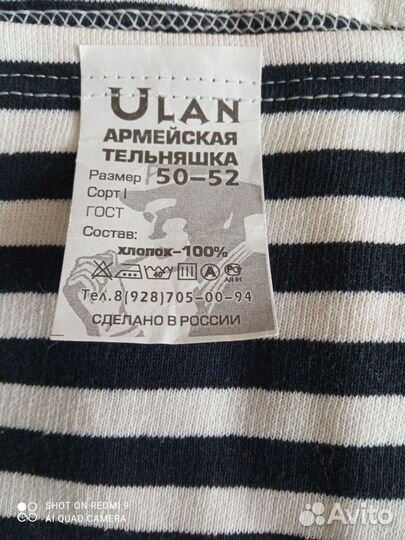 ULAN
АРМЕЙСКАЯ
ТЕЛЬНЯШКА
Размер 50-52
Сорт I
ГОСТ
Состав:
хлопок-100%
Тел.8(928)705-00-94
СДЕЛАНО В РОССИИ
SHOT ON REDMI 9
AI QUAD CAMERA
Avito